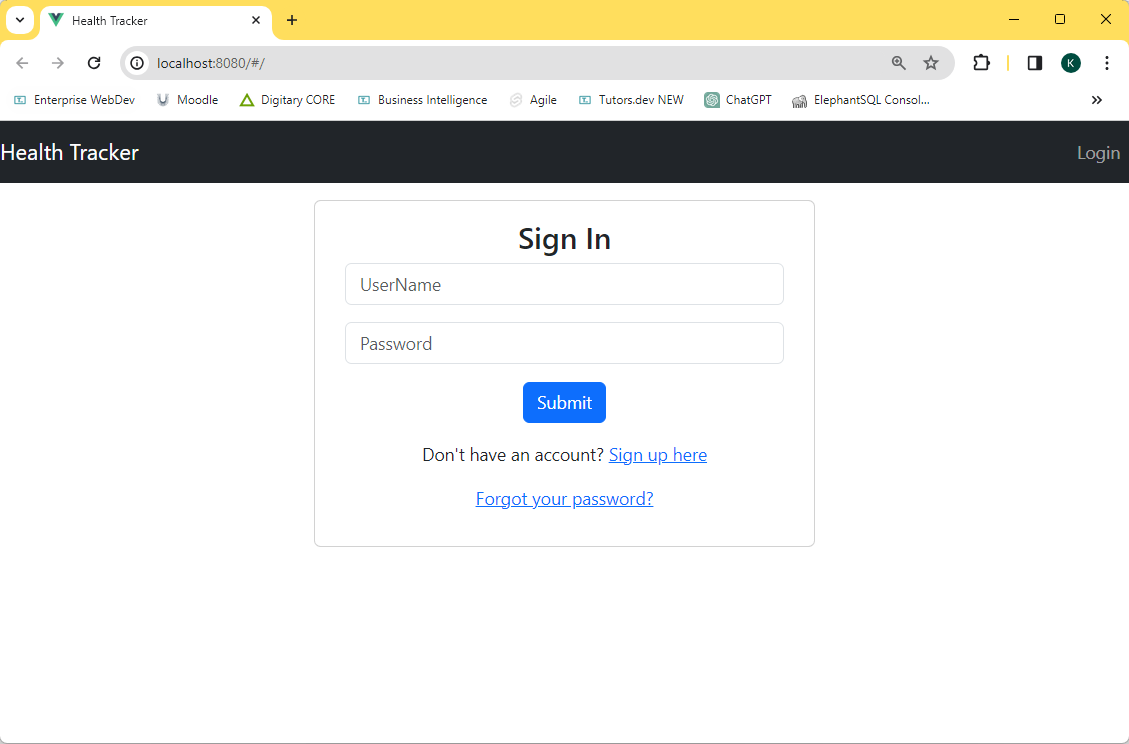 Health Tracker
localhost:8080/#/
K
Enterprise WebDev Moodle Digitary CORE Business Intelligence Agile Tutors.dev NEW ChatGPT ElephantSQL Consol...
Health Tracker Login
Sign In
UserName
Password
Submit
Don't have an account? Sign up here
Forgot your password?